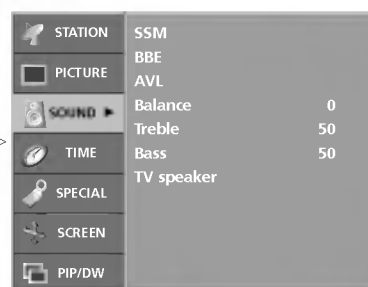 STATION
PICTURE
SOUND ►
TIME
SPECIAL
SCREEN
PIP/DW
SSM
BBE
AVL
Balance 0
Treble 50
Bass 50
TV speaker